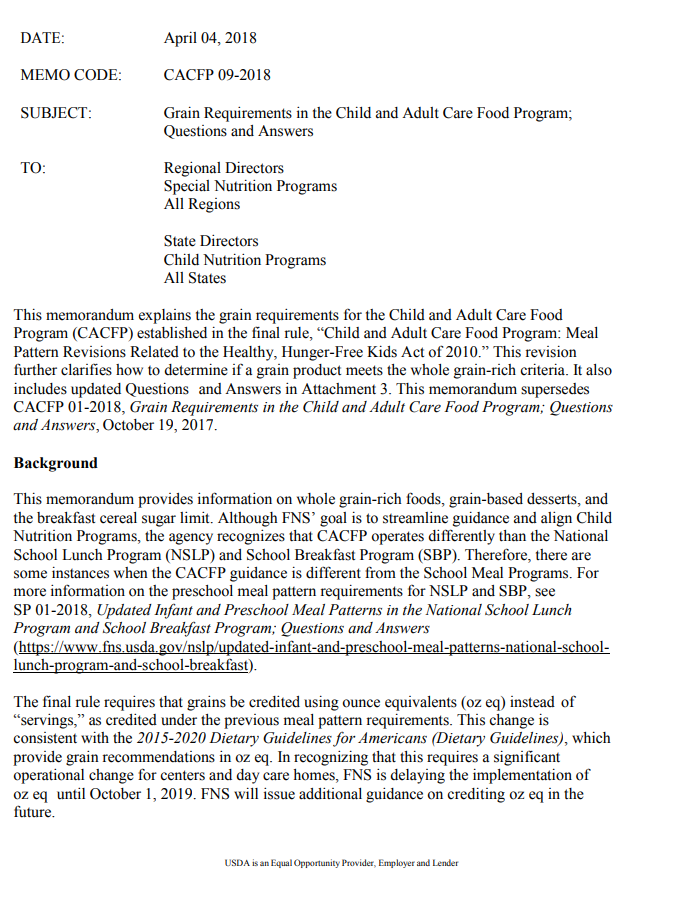 DATE: April 04, 2018
MEMO CODE: CACFP 09-2018
SUBJECT: Grain Requirements in the Child and Adult Care Food Program;
Questions and Answers
TO: Regional Directors
Special Nutrition Programs
All Regions
State Directors
Child Nutrition Programs
All States
This memorandum explains the grain requirements for the Child and Adult Care Food
Program (CACFP) established in the final rule, “Child and Adult Care Food Program: Meal
Pattern Revisions Related to the Healthy, Hunger-Free Kids Act of 2010.” This revision
further clarifies how to determine if a grain product meets the whole grain-rich criteria. It also
includes updated Questions and Answers in Attachment 3. This memorandum supersedes
CACFP 01-2018, Grain Requirements in the Child and Adult Care Food Program; Questions
and Answers, October 19, 2017.
Background
This memorandum provides information on whole grain-rich foods, grain-based desserts, and
the breakfast cereal sugar limit. Although FNS’ goal is to streamline guidance and align Child
Nutrition Programs, the agency recognizes that CACFP operates differently than the National
School Lunch Program (NSLP) and School Breakfast Program (SBP). Therefore, there are
some instances when the CACFP guidance is different from the School Meal Programs. For
more information on the preschool meal pattern requirements for NSLP and SBP, see
SP 01-2018, Updated Infant and Preschool Meal Patterns in the National School Lunch
Program and School Breakfast Program; Questions and Answers
(https://www.fns.usda.gov/nslp/updated-infant-and-preschool-meal-patterns-national-school-
lunch-program-and-school-breakfast).
The final rule requires that grains be credited using ounce equivalents (oz eq) instead of
“servings,” as credited under the previous meal pattern requirements. This change is
consistent with the 2015-2020 Dietary Guidelines for Americans (Dietary Guidelines), which
provide grain recommendations in oz eq. In recognizing that this requires a significant
operational change for centers and day care homes, FNS is delaying the implementation of
oz eq until October 1, 2019. FNS will issue additional guidance on crediting oz eq in the
future.
USDA is an Equal Opportunity Provider, Employer and Lender